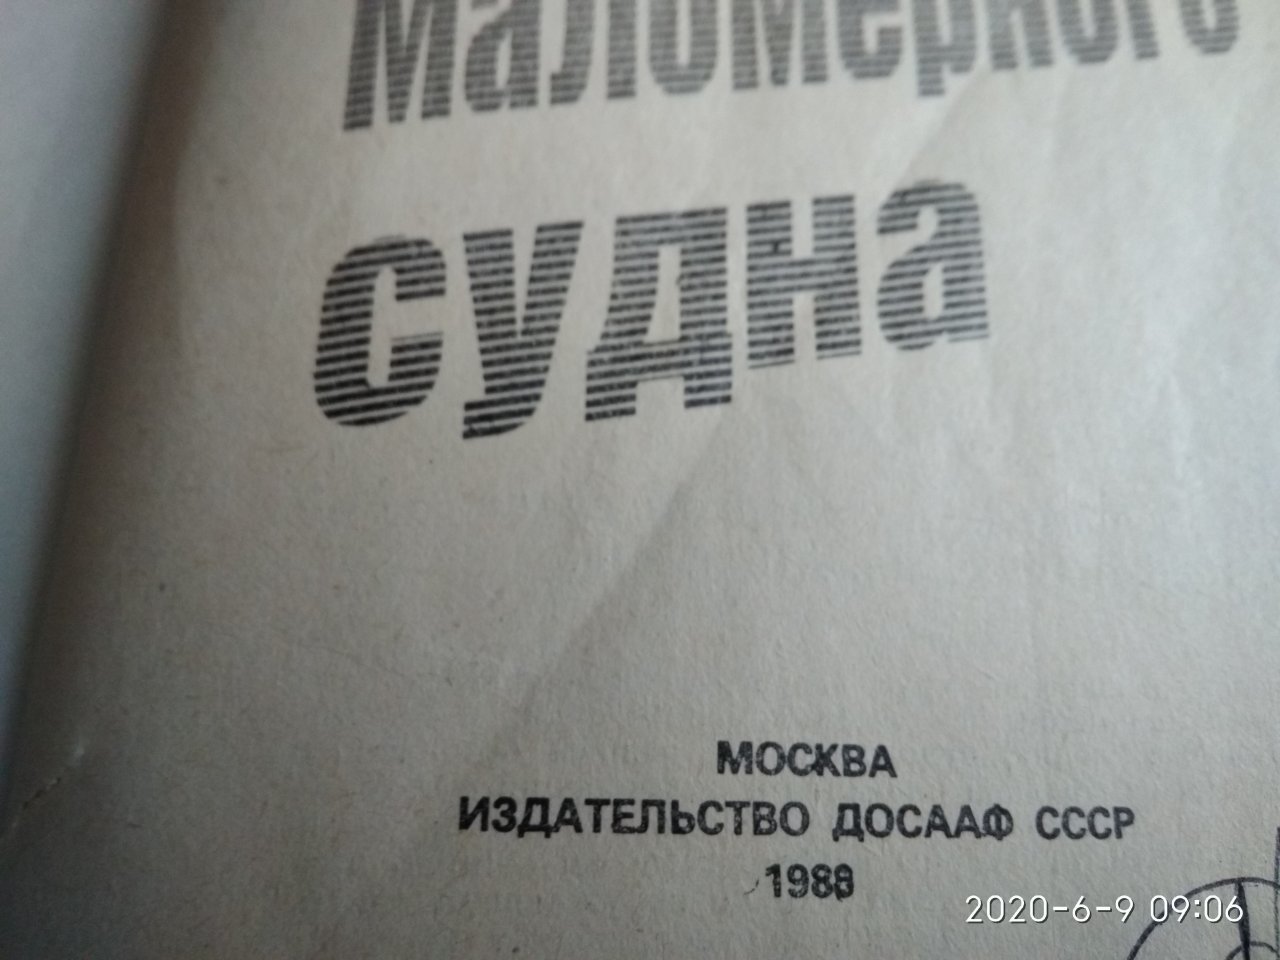 маломерного
судна
МОСКВА
ИЗДАТЕЛЬСТВО ДОСААФ СССР
1988
2020-6-9 09:06